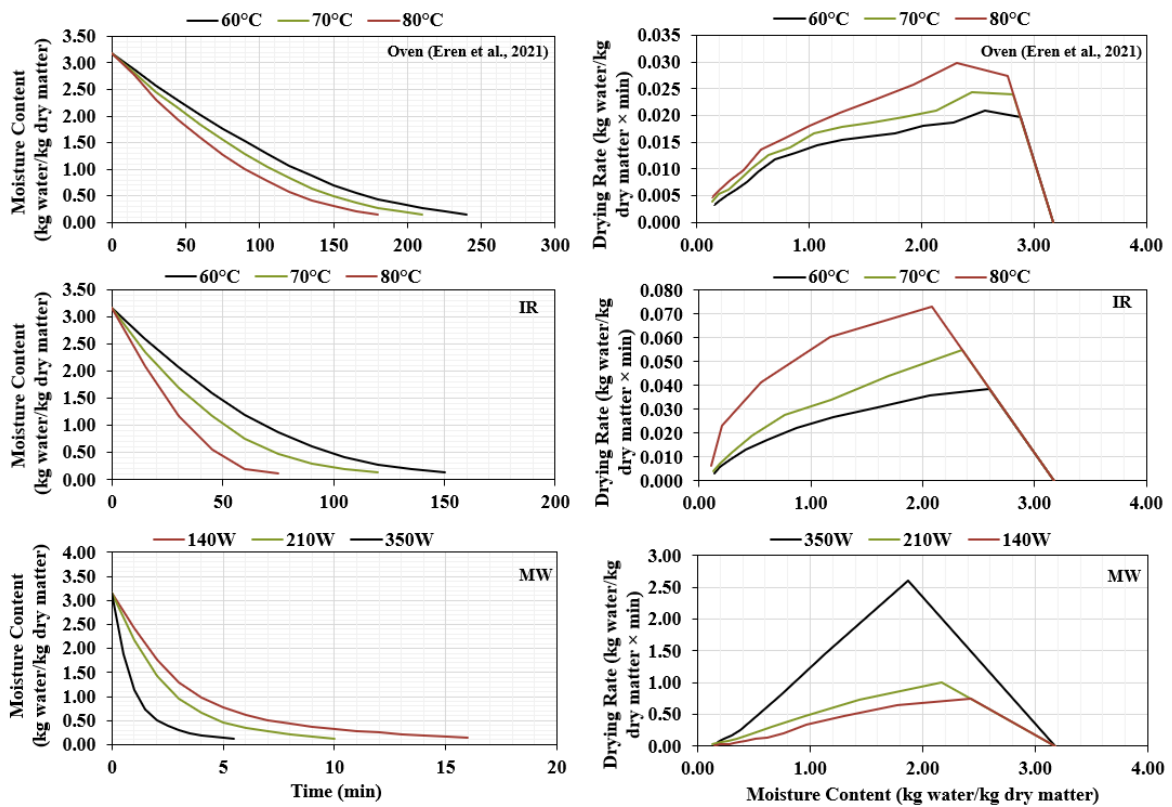 60°C 70°C 80°C
Oven (Eren et al., 2021)
Moisture Content
(kg water/kg dry matter)
3.50
3.00
2.50
2.00
1.50
1.00
0.50
0.00
0 50 100 150 200 250 300
60°C 70°C 80°C
Oven (Eren et al., 2021)
Drying Rate (kg water/kg
dry matter × min)
0.035
0.030
0.025
0.020
0.015
0.010
0.005
0.000
0.00 1.00 2.00 3.00 4.00
60°C 70°C 80°C
IR
Moisture Content
(kg water/kg dry matter)
3.50
3.00
2.50
2.00
1.50
1.00
0.50
0.00
0 50 100 150 200
60°C 70°C 80°C
IR
Drying Rate (kg water/kg
dry matter × min)
0.080
0.070
0.060
0.050
0.040
0.030
0.020
0.010
0.000
0.00 1.00 2.00 3.00 4.00
140W 210W 350W
MW
Moisture Content
(kg water/kg dry matter)
4.00
3.50
3.00
2.50
2.00
1.50
1.00
0.50
0.00
0 5 10 15 20
Time (min)
350W 210W 140W
MW
Drying Rate (kg water/kg
dry matter × min)
3.00
2.50
2.00
1.50
1.00
0.50
0.00
0.00 1.00 2.00 3.00 4.00
Moisture Content (kg water/kg dry matter)